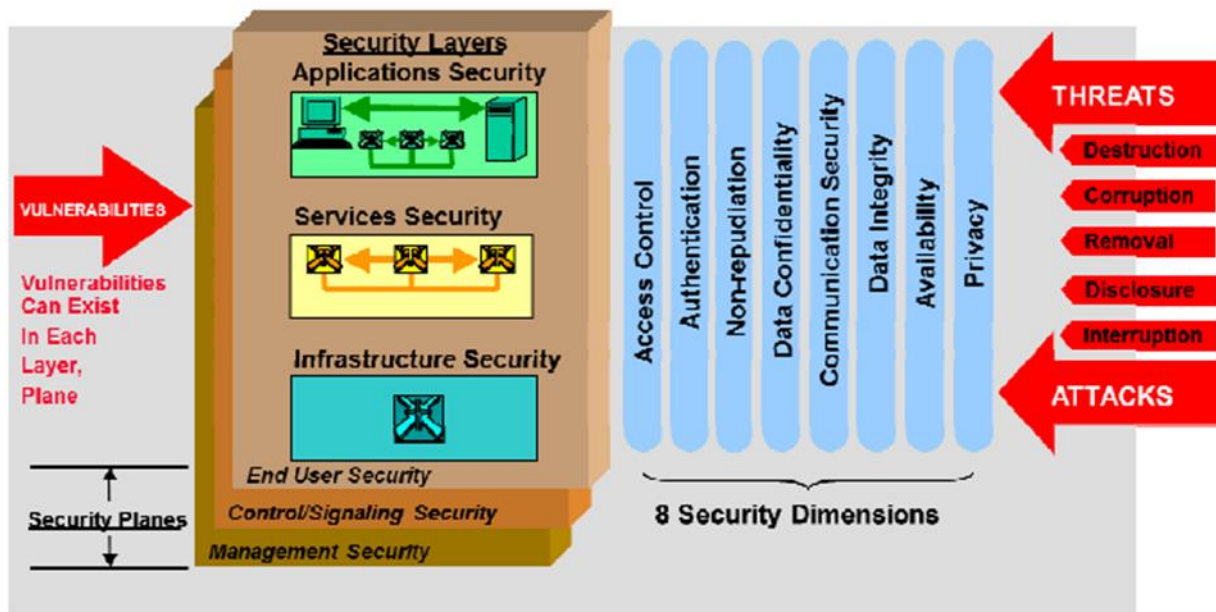 Security Layers
Applications Security
Services Security
Infrastructure Security
End User Security
Control/Signaling Security
Management Security
VULNERABILITIES
Vulnerabilities
Can Exist
In Each
Layer,
Plane
Security Planes
Access Control
Authentication
Non-repudiation
Data Confidentiality
Communication Security
Data Integrity
Availability
Privacy
8 Security Dimensions
THREATS
Destruction
Corruption
Removal
Disclosure
Interruption
ATTACKS